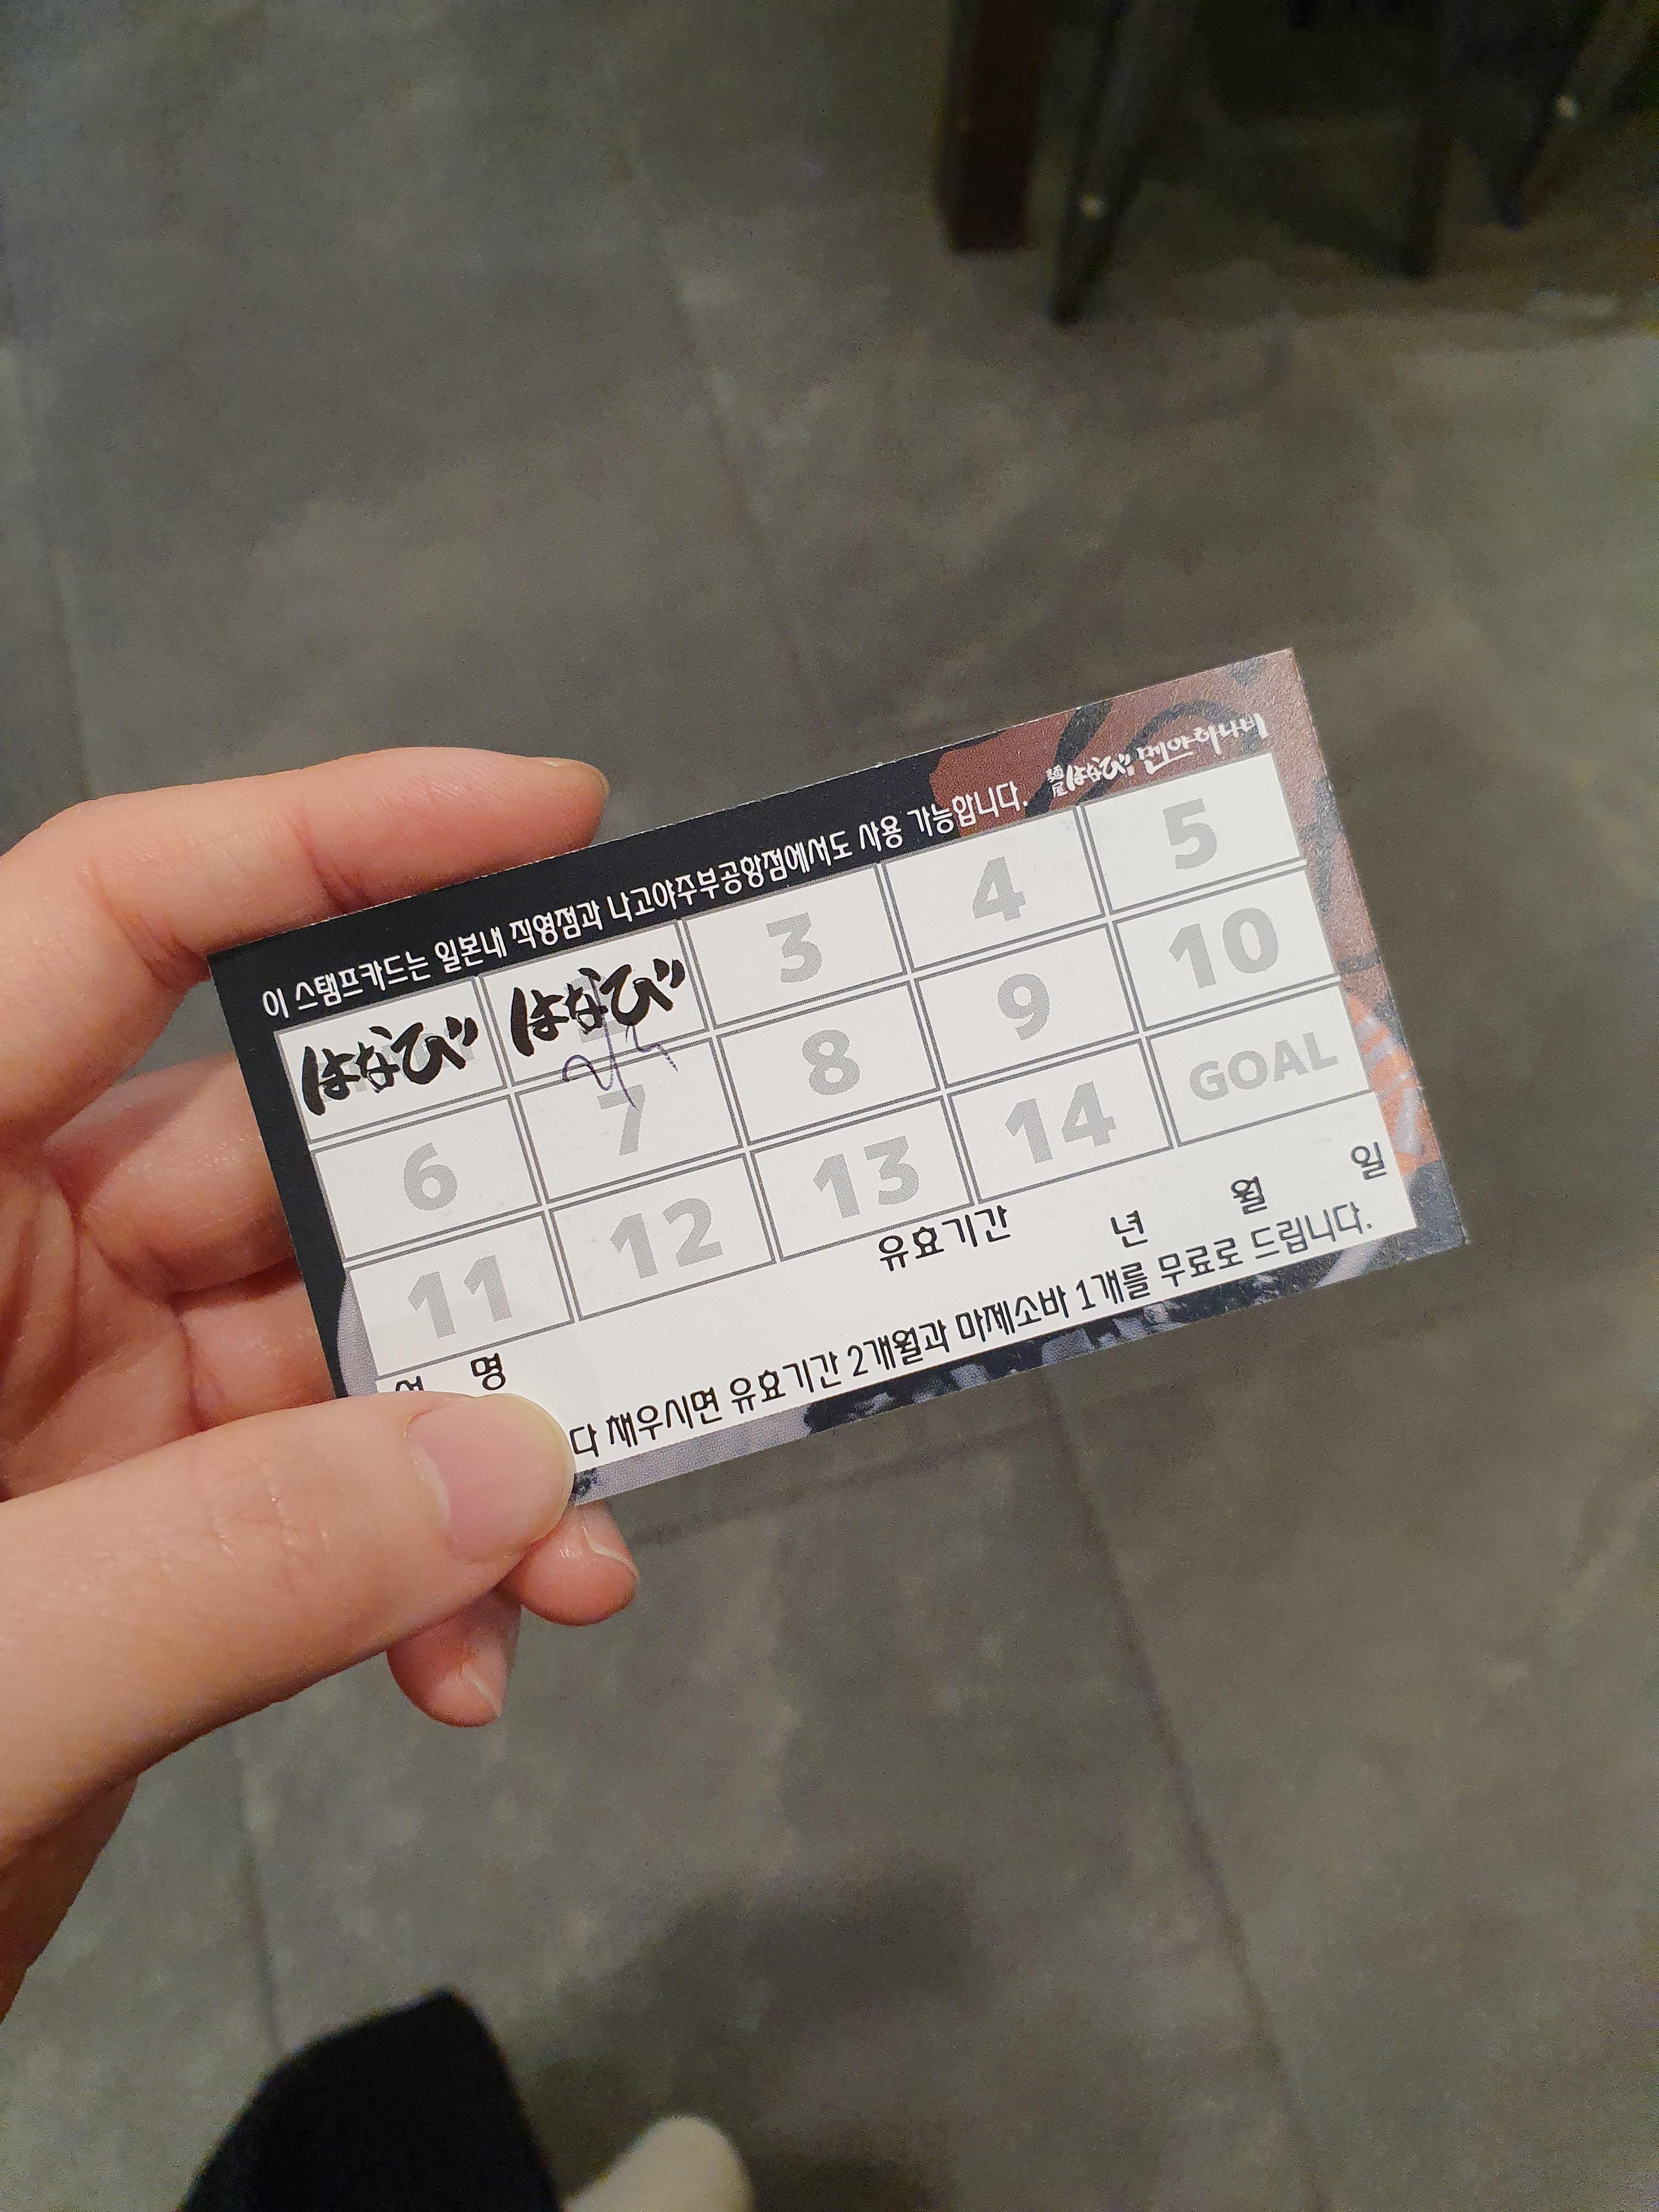 이 스탬프카드는 일본내 직영점과 나고야주부공항점에서도 사용 가능합니다.
麺屋 はなび 멘야하나비
はなび はなび 3 4 5
6 7 8 9 10
11 12 13 14 GOAL
성 명 유효기간 년 월 일
다 채우시면 유효기간 2개월과 마제소바 1개를 무료로 드립니다.